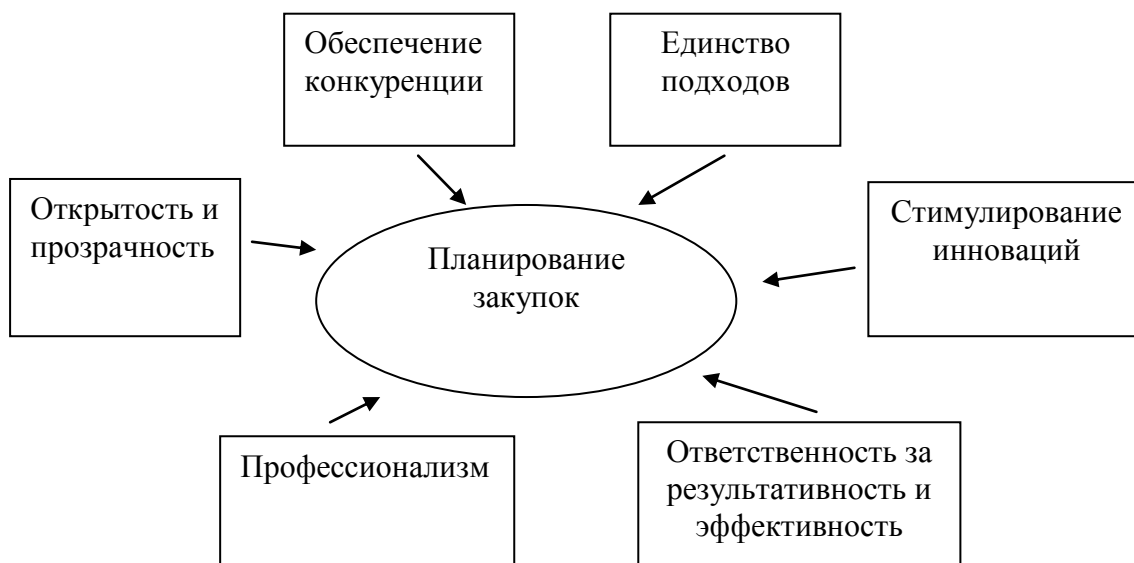 Обеспечение
конкуренции
Единство
подходов
Открытость и
прозрачность
Стимулирование
инноваций
Планирование
закупок
Профессионализм
Ответственность за
результативность и
эффективность